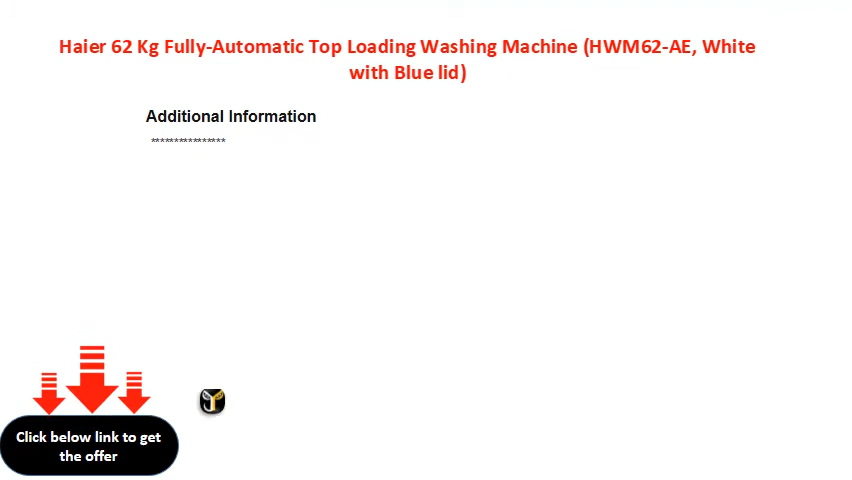 Haier 62 Kg Fully-Automatic Top Loading Washing Machine (HWM62-AE, White
with Blue lid)
Additional Information
***************
Click below link to get
the offer